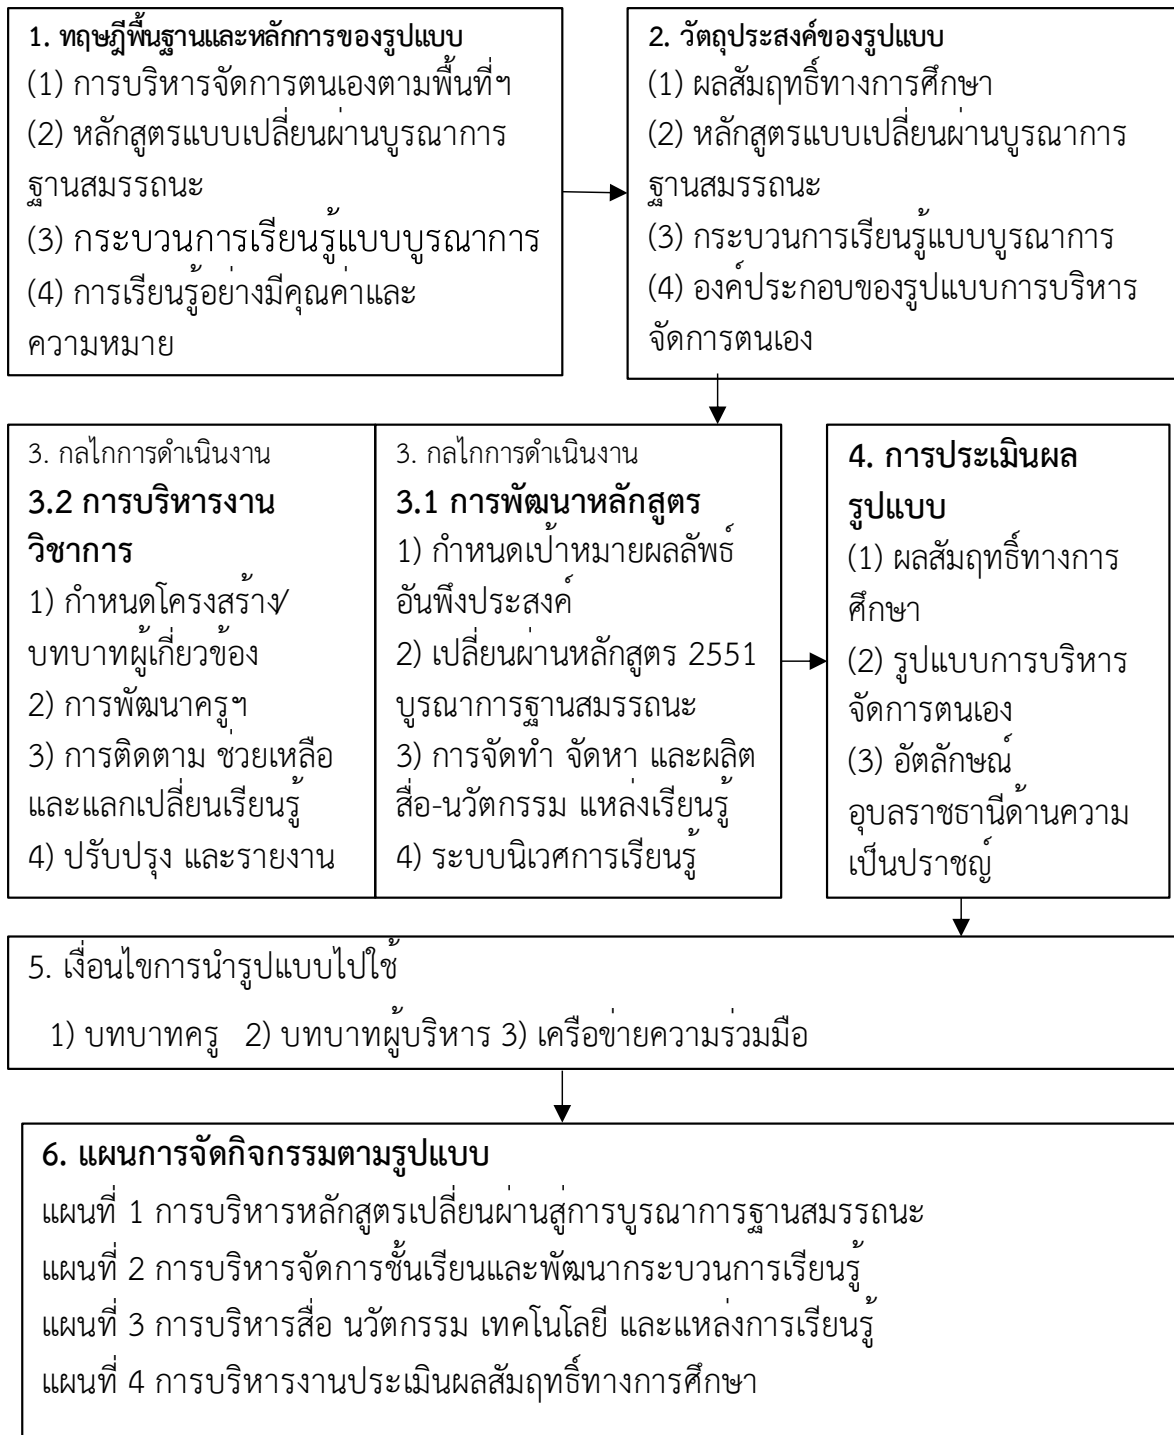 1. ทฤษฎีพื้นฐานและหลักการของรูปแบบ
(1) การบริหารจัดการตนเองตามพื้นที่ฯ
(2) หลักสูตรแบบเปลี่ยนผ่านบูรณาการ
ฐานสมรรถนะ
(3) กระบวนการเรียนรู้แบบบูรณาการ
(4) การเรียนรู้อย่างมีคุณค่าและ
ความหมาย
2. วัตถุประสงค์ของรูปแบบ
(1) ผลสัมฤทธิ์ทางการศึกษา
(2) หลักสูตรแบบเปลี่ยนผ่านบูรณาการ
ฐานสมรรถนะ
(3) กระบวนการเรียนรู้แบบบูรณาการ
(4) องค์ประกอบของรูปแบบการบริหาร
จัดการตนเอง
3. กลไกการดำเนินงาน
3.2 การบริหารงาน
วิชาการ
1) กำหนดโครงสร้าง/
บทบาทผู้เกี่ยวข้อง
2) การพัฒนาครูฯ
3) การติดตาม ช่วยเหลือ
และแลกเปลี่ยนเรียนรู้
4) ปรับปรุง และรายงาน
3. กลไกการดำเนินงาน
3.1 การพัฒนาหลักสูตร
1) กำหนดเป้าหมายผลลัพธ์
อันพึงประสงค์
2) เปลี่ยนผ่านหลักสูตร 2551
บูรณาการฐานสมรรถนะ
3) การจัดทำ จัดหา และผลิต
สื่อ-นวัตกรรม แหล่งเรียนรู้
4) ระบบนิเวศการเรียนรู้
4. การประเมินผล
รูปแบบ
(1) ผลสัมฤทธิ์ทางการ
ศึกษา
(2) รูปแบบการบริหาร
จัดการตนเอง
(3) อัตลักษณ์
อุบลราชธานีด้านความ
เป็นปราชญ์
5. เงื่อนไขการนำรูปแบบไปใช้
1) บทบาทครู 2) บทบาทผู้บริหาร 3) เครือข่ายความร่วมมือ
6. แผนการจัดกิจกรรมตามรูปแบบ
แผนที่ 1 การบริหารหลักสูตรเปลี่ยนผ่านสู่การบูรณาการฐานสมรรถนะ
แผนที่ 2 การบริหารจัดการชั้นเรียนและพัฒนากระบวนการเรียนรู้
แผนที่ 3 การบริหารสื่อ นวัตกรรม เทคโนโลยี และแหล่งการเรียนรู้
แผนที่ 4 การบริหารงานประเมินผลสัมฤทธิ์ทางการศึกษา